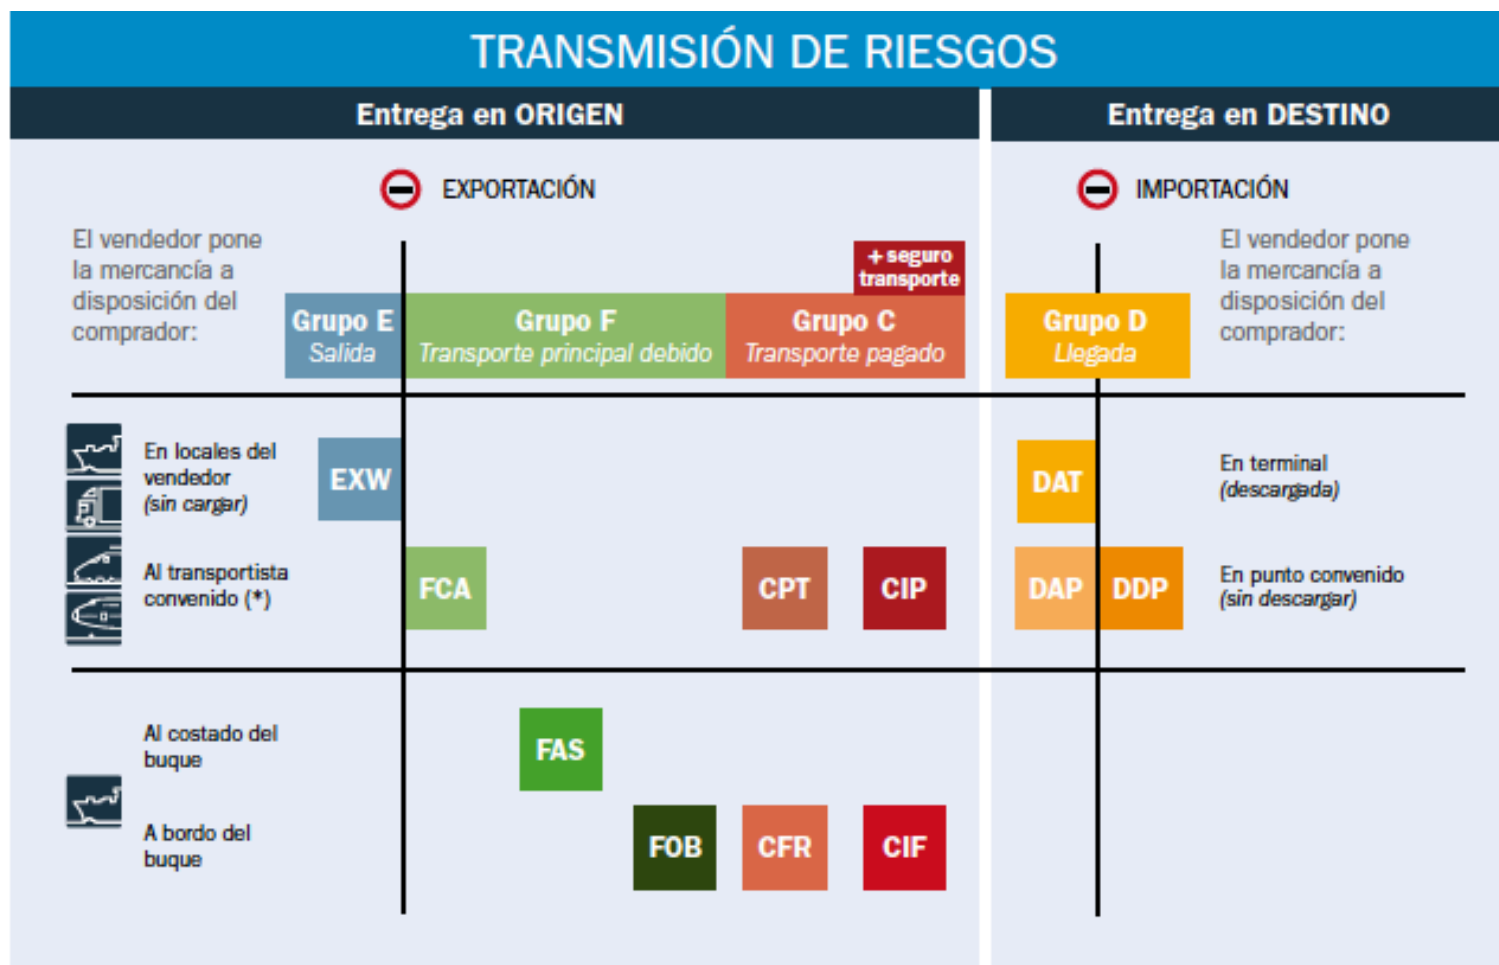 TRANSMISIÓN DE RIESGOS
Entrega en ORIGEN
Entrega en DESTINO
EXPORTACIÓN
IMPORTACIÓN
El vendedor pone
la mercancía a
disposición del
comprador:
+ seguro
transporte
Grupo E
Salida
Grupo F
Transporte principal debido
Grupo C
Transporte pagado
Grupo D
Llegada
El vendedor pone
la mercancía a
disposición del
comprador:
En locales del
vendedor
(sin cargar)
EXW
DAT
En terminal
(descargada)
Al transportista
convenido (*)
FCA
CPT
CIP
DAP
DDP
En punto convenido
(sin descargar)
Al costado del
buque
FAS
A bordo del
buque
FOB
CFR
CIF